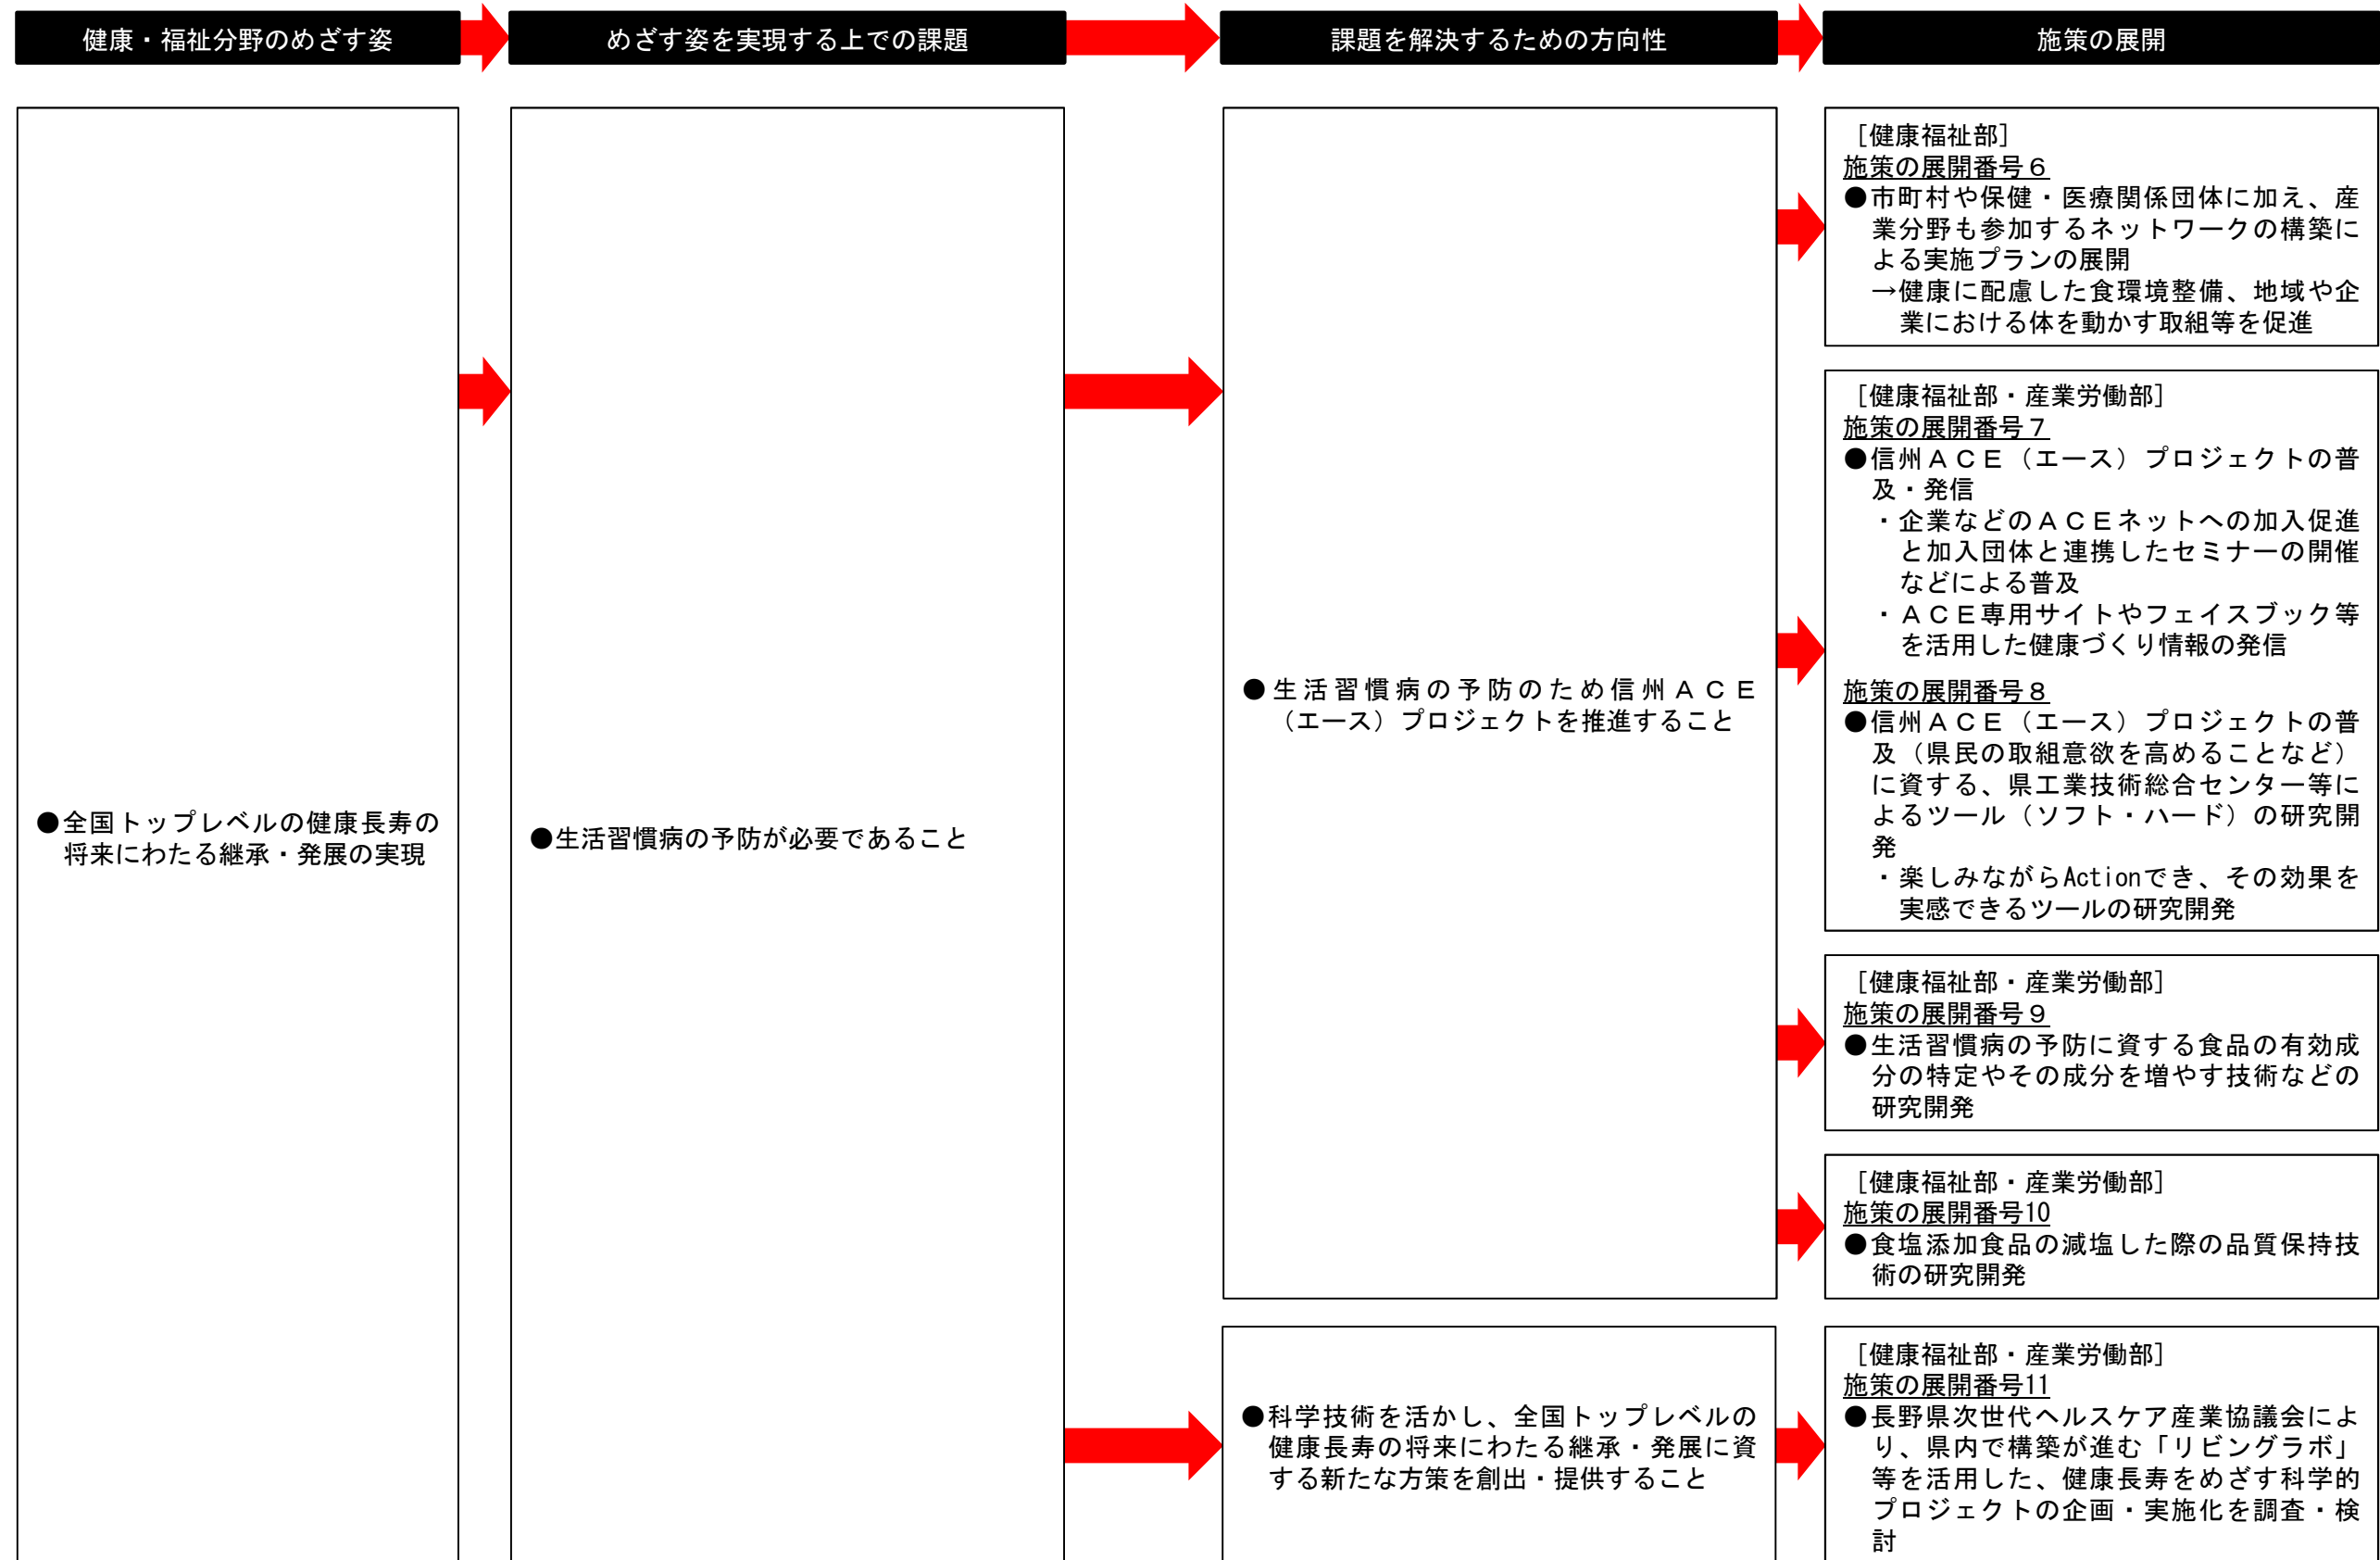 健康・福祉分野のめざす姿
めざす姿を実現する上での課題
課題を解決するための方向性
施策の展開
●全国トップレベルの健康長寿の
将来にわたる継承・発展の実現
●生活習慣病の予防が必要であること
●生活習慣病の予防のため信州ＡＣＥ
（エース）プロジェクトを推進すること
●科学技術を活かし、全国トップレベルの
健康長寿の将来にわたる継承・発展に資
する新たな方策を創出・提供すること
［健康福祉部］
施策の展開番号６
●市町村や保健・医療関係団体に加え、産
業分野も参加するネットワークの構築に
よる実施プランの展開
→健康に配慮した食環境整備、地域や企
業における体を動かす取組等を促進
［健康福祉部・産業労働部］
施策の展開番号７
●信州ＡＣＥ（エース）プロジェクトの普
及・発信
・企業などのＡＣＥネットへの加入促進
と加入団体と連携したセミナーの開催
などによる普及
・ＡＣＥ専用サイトやフェイスブック等
を活用した健康づくり情報の発信
施策の展開番号８
●信州ＡＣＥ（エース）プロジェクトの普
及（県民の取組意欲を高めることなど）
に資する、県工業技術総合センター等に
よるツール（ソフト・ハード）の研究開
発
・楽しみながらActionでき、その効果を
実感できるツールの研究開発
［健康福祉部・産業労働部］
施策の展開番号９
●生活習慣病の予防に資する食品の有効成
分の特定やその成分を増やす技術などの
研究開発
［健康福祉部・産業労働部］
施策の展開番号10
●食塩添加食品の減塩した際の品質保持技
術の研究開発
［健康福祉部・産業労働部］
施策の展開番号11
●長野県次世代ヘルスケア産業協議会によ
り、県内で構築が進む「リビングラボ」
等を活用した、健康長寿をめざす科学的
プロジェクトの企画・実施化を調査・検
討